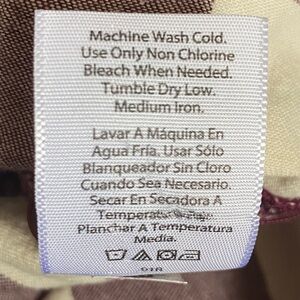 Machine Wash Cold.
Use Only Non Chlorine
Bleach When Needed.
Tumble Dry Low.
Medium Iron.
Lavar A Máquina En
Agua Fría. Usar Sólo
Blanqueador Sin Cloro
Cuando Sea Necesario.
Secar En Secadora A
Temperatura
Planchar A Temperatura
Media.